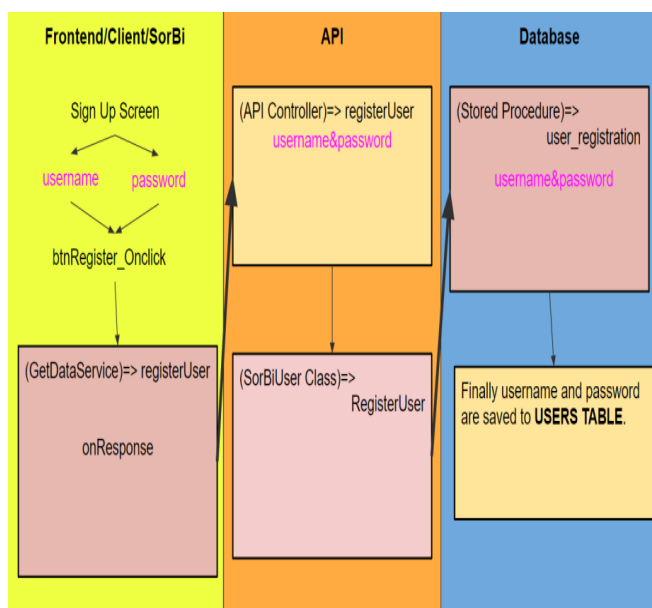 Frontend/Client/SorBi
Sign Up Screen
username password
btnRegister_Onclick
(GetDataService)=> registerUser
onResponse
API
(API Controller)=> registerUser
username&password
(SorBiUser Class)=>
RegisterUser
Database
(Stored Procedure)=>
user_registration
username&password
Finally username and password
are saved to USERS TABLE.